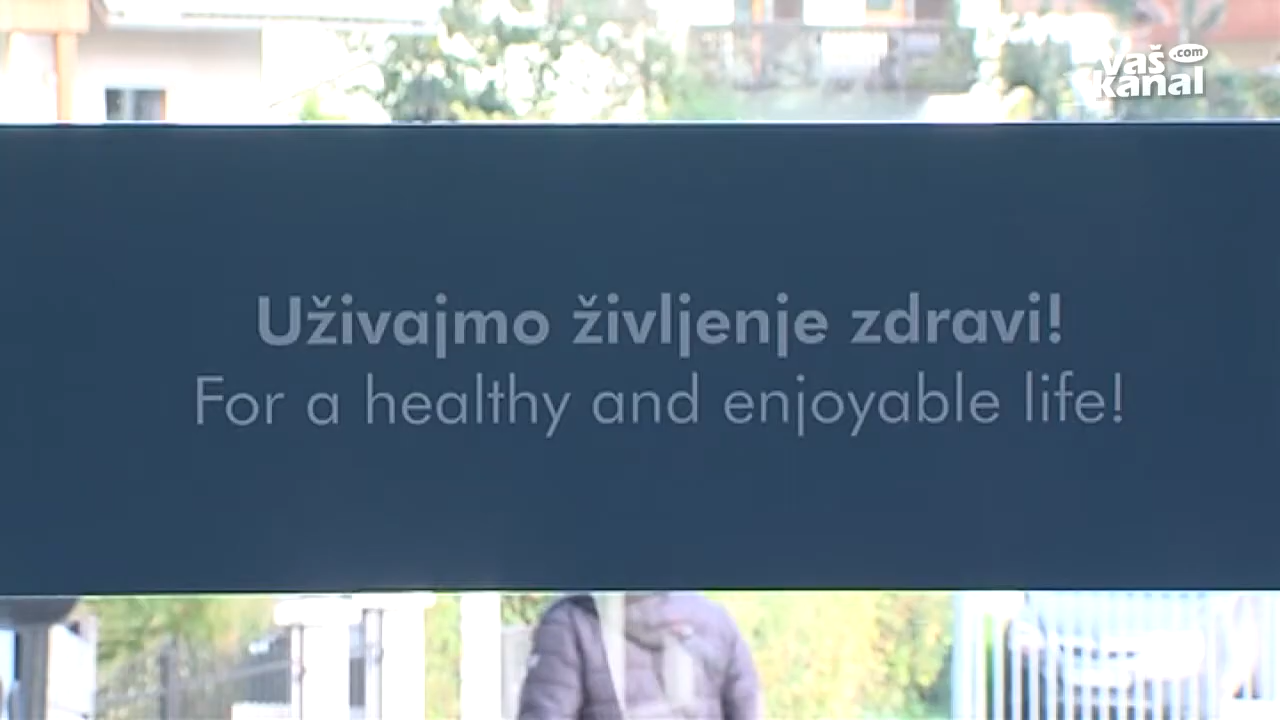 vaš .com
kanal
Uživajmo življenje zdravi!
For a healthy and enjoyable life!